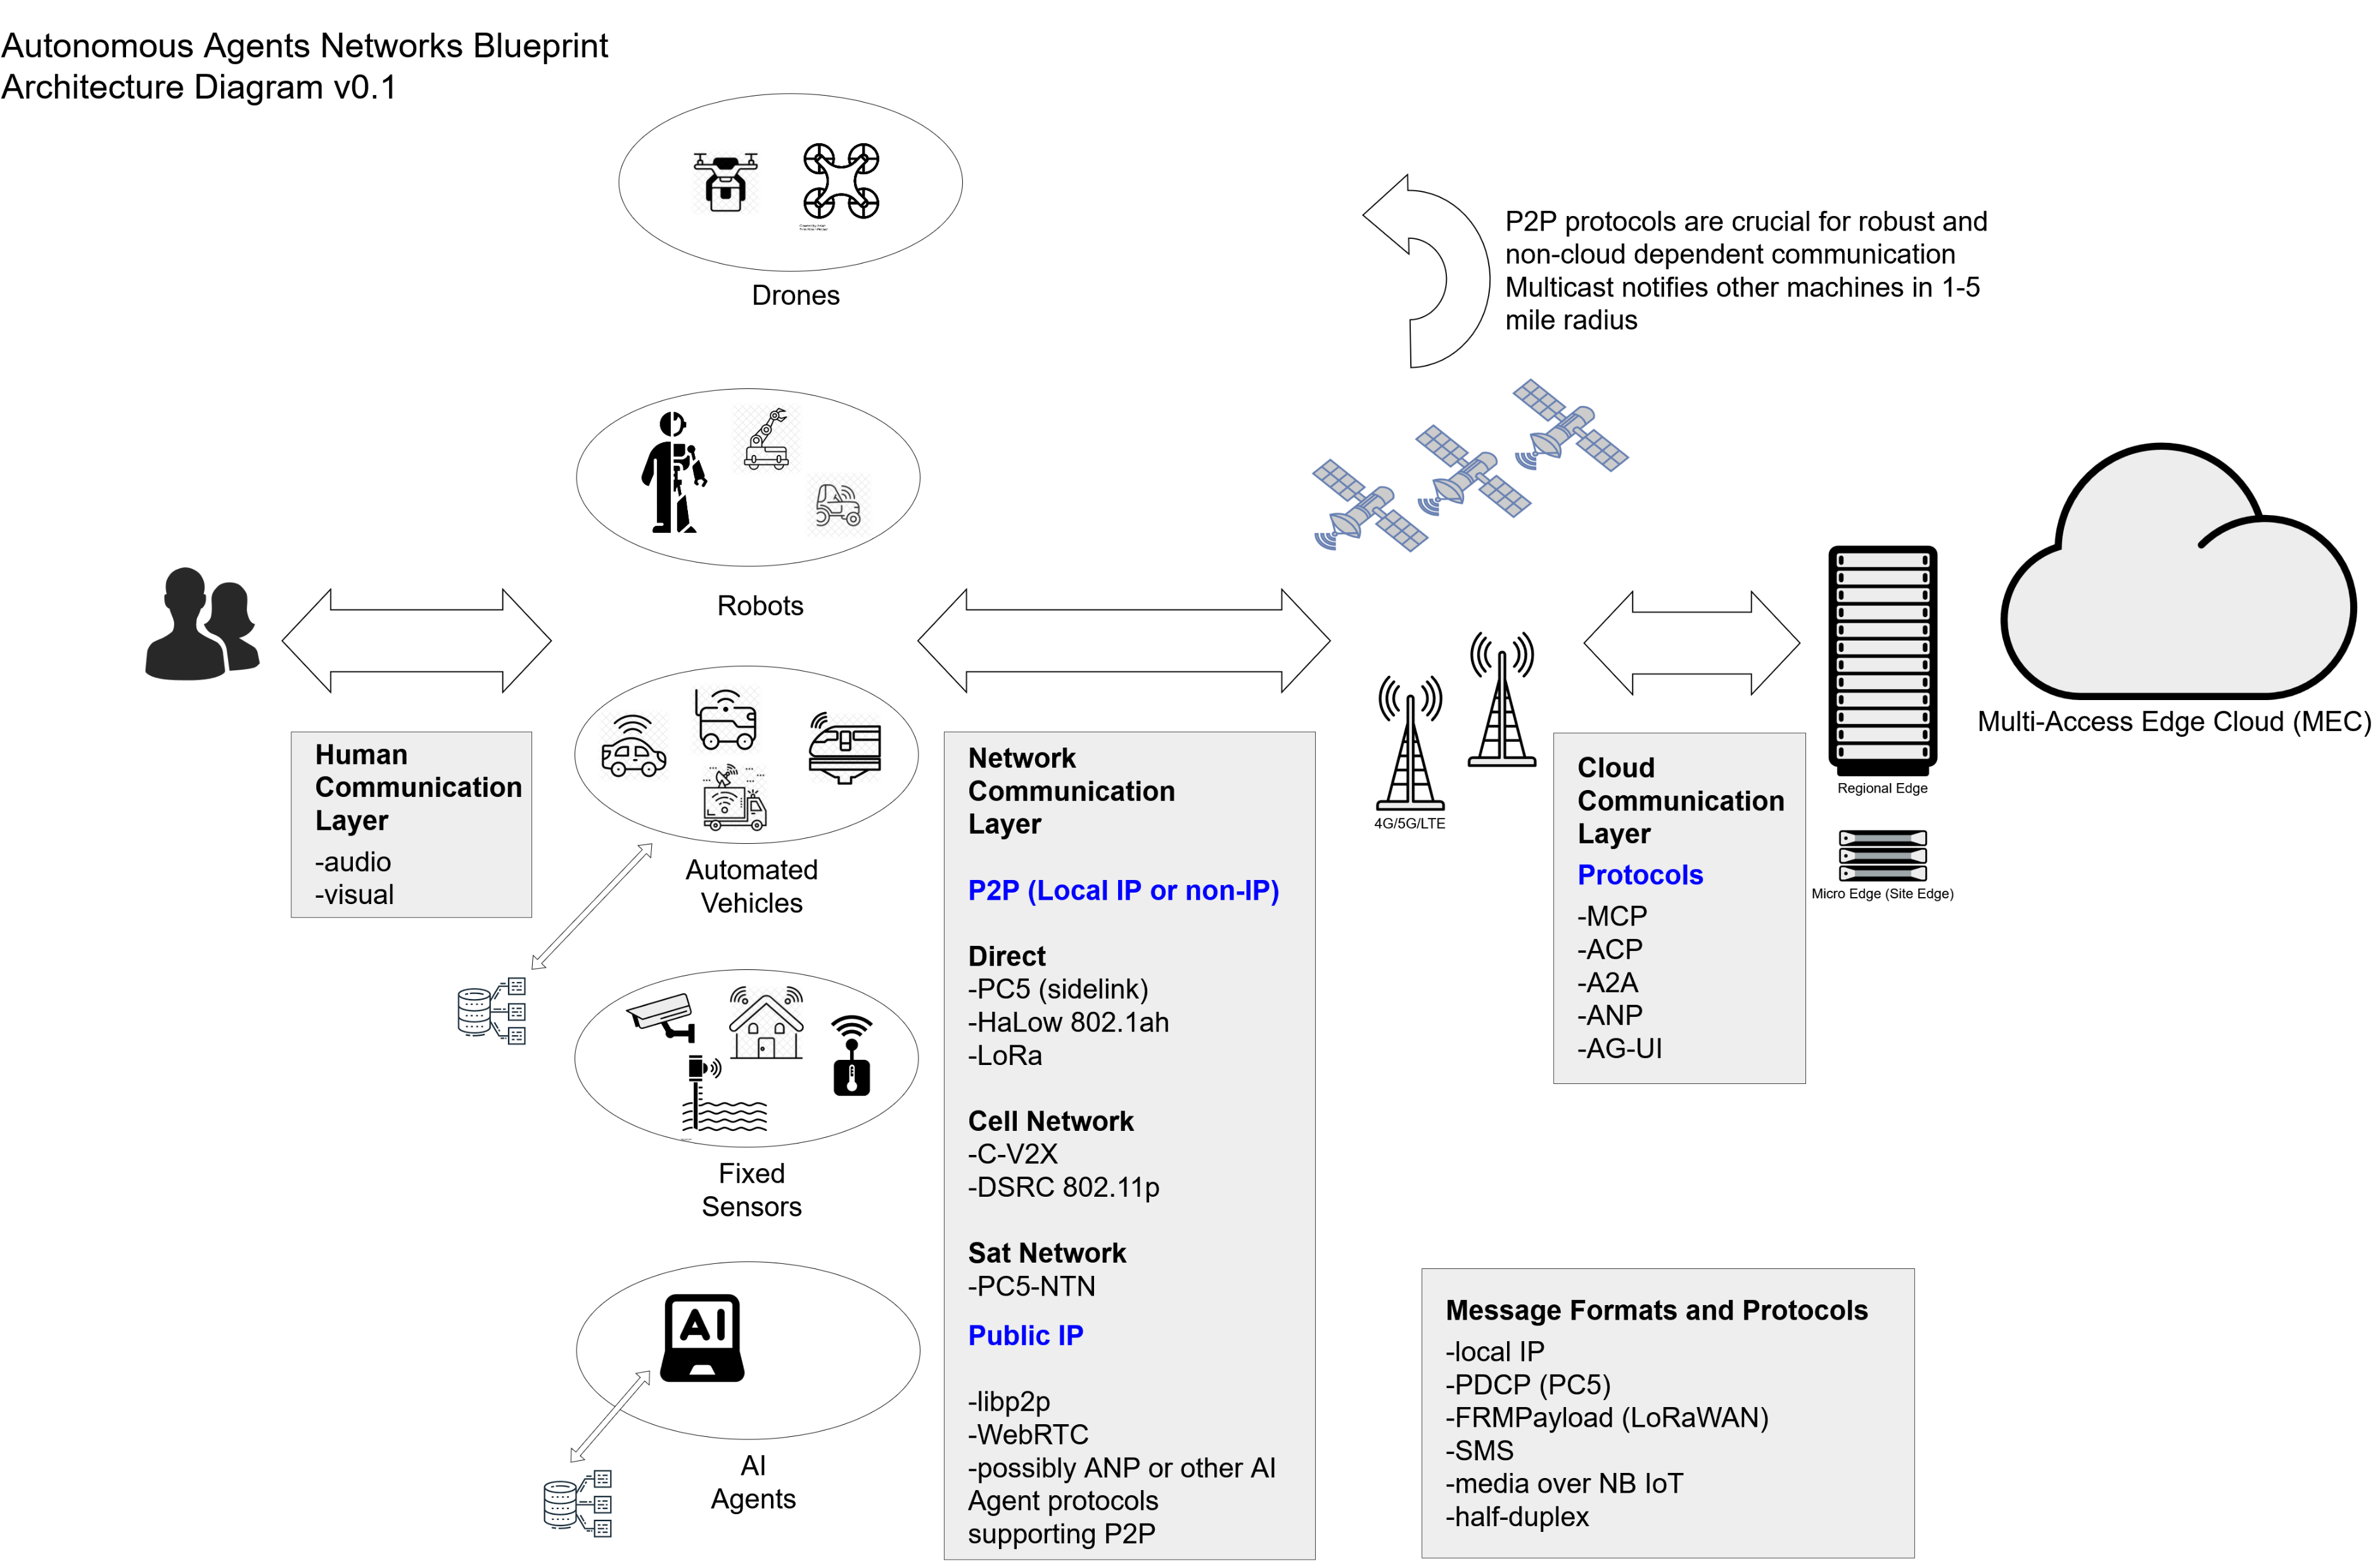 Autonomous Agents Networks Blueprint
Architecture Diagram v0.1
Drones
P2P protocols are crucial for robust and
non-cloud dependent communication
Multicast notifies other machines in 1-5
mile radius
Robots
Human
Communication
Layer
-audio
-visual
Automated
Vehicles
Fixed
Sensors
AI
AI
Agents
Network
Communication
Layer
P2P (Local IP or non-IP)
Direct
-PC5 (sidelink)
-HaLow 802.1ah
-LoRa
Cell Network
-C-V2X
-DSRC 802.11p
Sat Network
-PC5-NTN
Public IP
-libp2p
-WebRTC
-possibly ANP or other AI
Agent protocols
supporting P2P
4G/5G/LTE
Cloud
Communication
Layer
Protocols
-MCP
-ACP
-A2A
-ANP
-AG-UI
Regional Edge
Micro Edge (Site Edge)
Multi-Access Edge Cloud (MEC)
Message Formats and Protocols
-local IP
-PDCP (PC5)
-FRMPayload (LoRaWAN)
-SMS
-media over NB IoT
-half-duplex